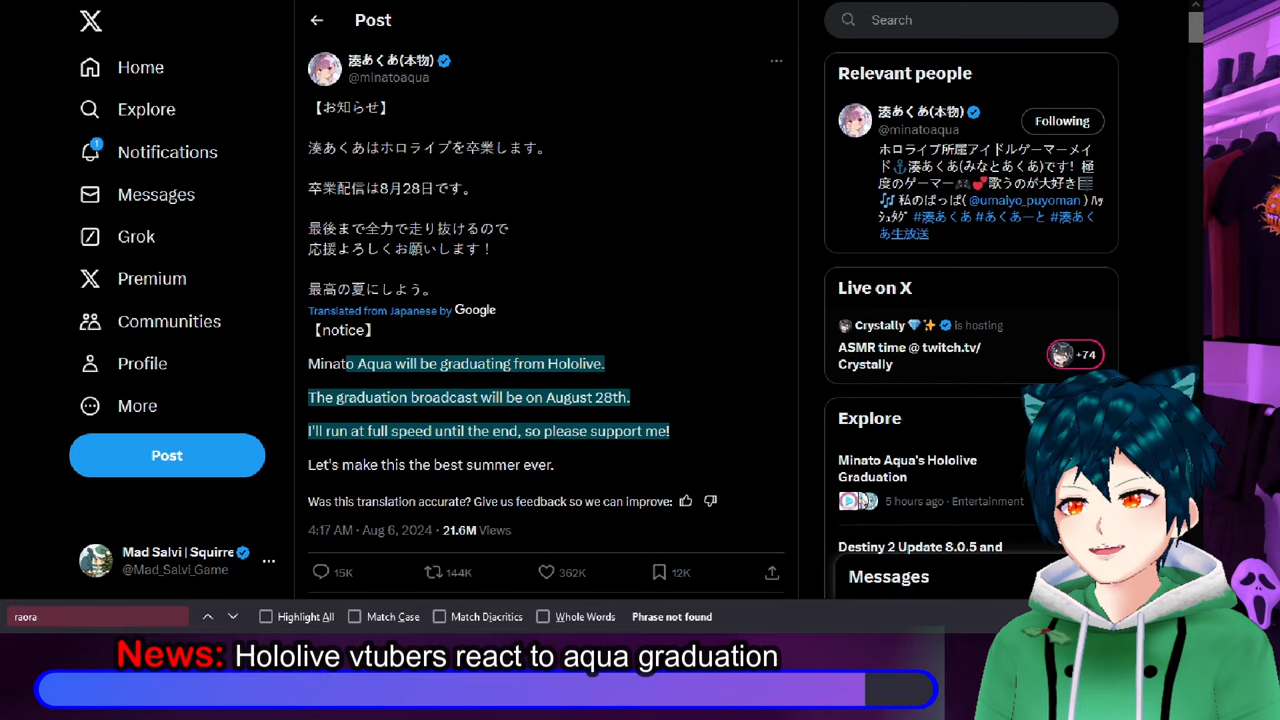 Home
Explore
1
Notifications
Messages
Grok
Premium
Communities
Profile
More
Post
Mad Salvi | Squirre
@Mad_Salvi_Game
Post
湊あくあ(本物)
@minatoaqua
【お知らせ】
湊あくあはホロライブを卒業します。
卒業配信は8月28日です。
最後まで全力で走り抜けるので
応援よろしくお願いします！
最高の夏にしよう。
Translated from Japanese by Google
【notice】
Minato Aqua will be graduating from Hololive.
The graduation broadcast will be on August 28th.
I'll run at full speed until the end, so please support me!
Let's make this the best summer ever.
Was this translation accurate? Give us feedback so we can improve:
4:17 AM · Aug 6, 2024 · 21.6M Views
15K 144K 362K 12K
Search
Relevant people
湊あくあ(本物)
@minatoaqua
Following
ホロライブ所属アイドルゲーマーメイ
ド⚓湊あくあ(みなとあくあ)です！極
度のゲーマー🎮💕歌うのが大好き🎼
🎶 私のぱっぱ( @umaiyo_puyoman ) ﾊｯ
ｼｭﾀｸﾞ #湊あくあ #あくあーと #湊あく
あ生放送
Live on X
Crystally 💎✨ is hosting
ASMR time @ twitch.tv/
Crystally
+74
Explore
Minato Aqua's Hololive
Graduation
5 hours ago · Entertainment
Destiny 2 Update 8.0.5 and
Messages
raora
Highlight All
Match Case
Match Diacritics
Whole Words
Phrase not found
News: Hololive vtubers react to aqua graduation